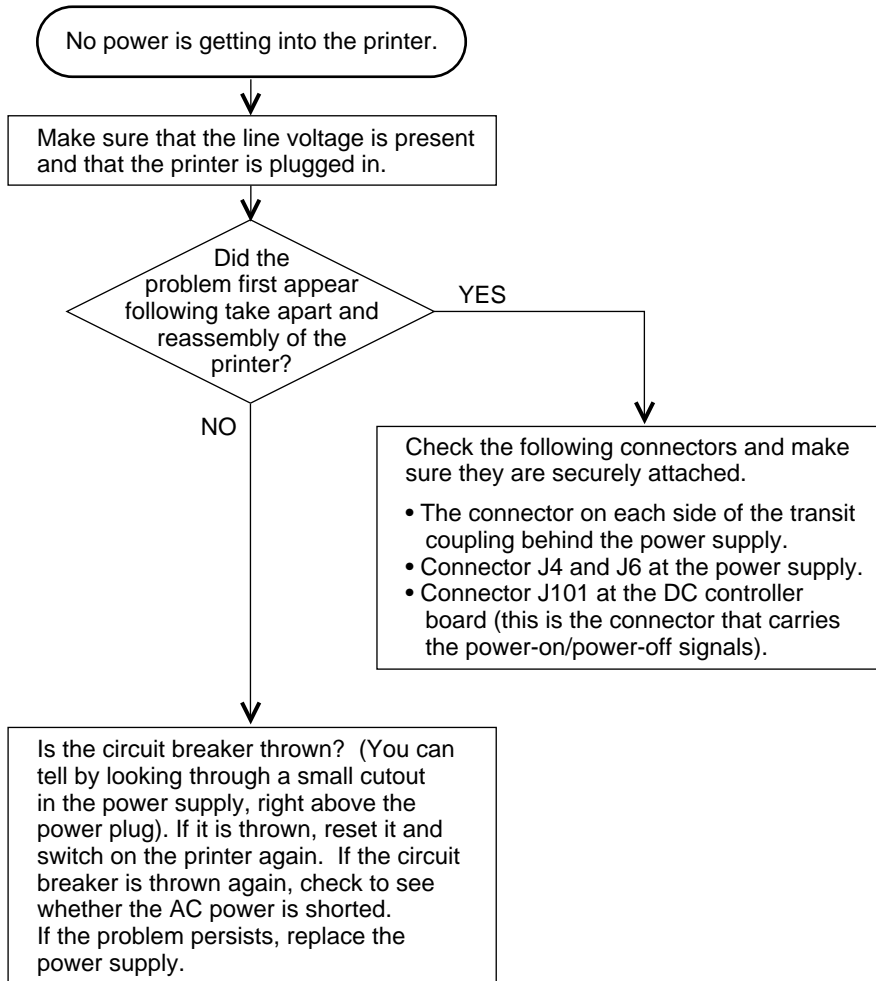 No power is getting into the printer.
Make sure that the line voltage is present
and that the printer is plugged in.
Did the
problem first appear
following take apart and
reassembly of the
printer?
YES
NO
Check the following connectors and make
sure they are securely attached.
• The connector on each side of the transit
coupling behind the power supply.
• Connector J4 and J6 at the power supply.
• Connector J101 at the DC controller
board (this is the connector that carries
the power-on/power-off signals).
Is the circuit breaker thrown?  (You can
tell by looking through a small cutout
in the power supply, right above the
power plug). If it is thrown, reset it and
switch on the printer again.  If the circuit
breaker is thrown again, check to see
whether the AC power is shorted.
If the problem persists, replace the
power supply.